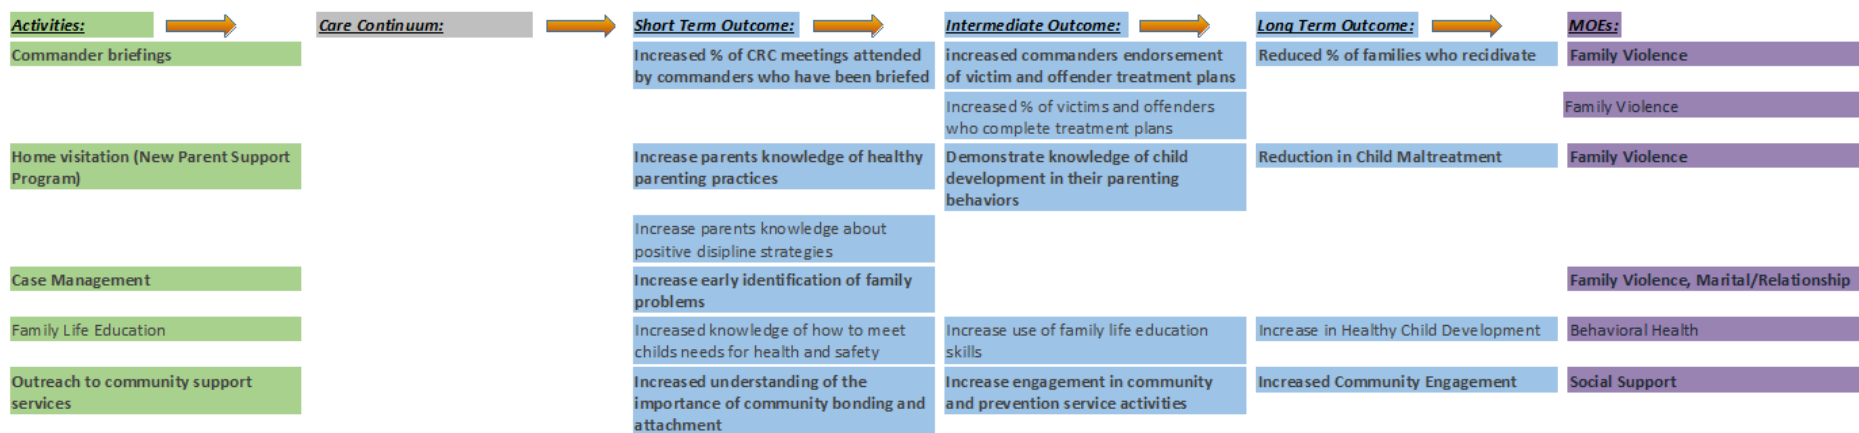 Activities:
Care Continuum:
Short Term Outcome:
Intermediate Outcome:
Long Term Outcome:
MOEs:
Commander briefings
Increased % of CRC meetings attended
by commanders who have been briefed
increased commanders endorsement
of victim and offender treatment plans
Reduced % of families who recidivate
Family Violence
Increased % of victims and offenders
who complete treatment plans
Family Violence
Home visitation (New Parent Support
Program)
Increase parents knowledge of healthy
parenting practices
Demonstrate knowledge of child
development in their parenting
behaviors
Reduction in Child Maltreatment
Family Violence
Increase parents knowledge about
positive disipline strategies
Case Management
Increase early identification of family
problems
Family Violence, Marital/Relationship
Family Life Education
Increased knowledge of how to meet
childs needs for health and safety
Increase use of family life education
skills
Increase in Healthy Child Development
Behavioral Health
Outreach to community support
services
Increased understanding of the
importance of community bonding and
attachment
Increase engagement in community
and prevention service activities
Increased Community Engagement
Social Support